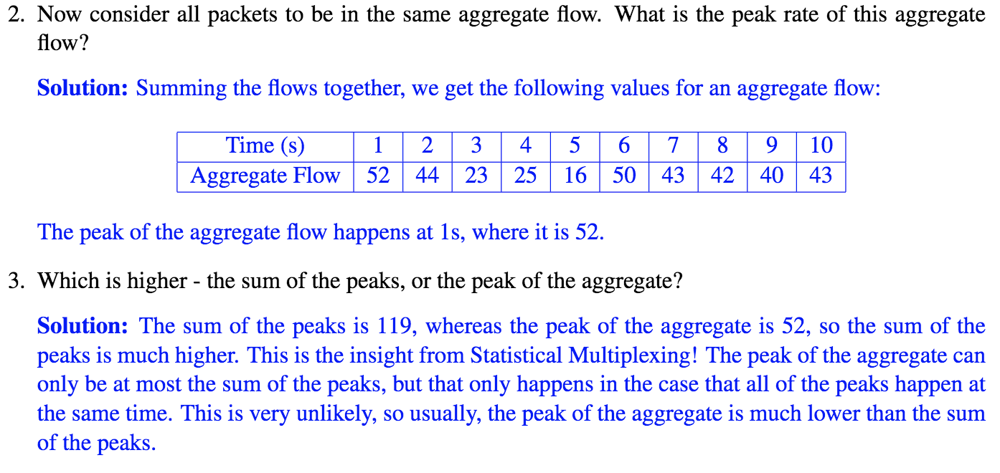 2. Now consider all packets to be in the same aggregate flow. What is the peak rate of this aggregate
flow?
Solution: Summing the flows together, we get the following values for an aggregate flow:
Time (s) 1 2 3 4 5 6 7 8 9 10
Aggregate Flow 52 44 23 25 16 50 43 42 40 43
The peak of the aggregate flow happens at 1s, where it is 52.
3. Which is higher - the sum of the peaks, or the peak of the aggregate?
Solution: The sum of the peaks is 119, whereas the peak of the aggregate is 52, so the sum of the
peaks is much higher. This is the insight from Statistical Multiplexing! The peak of the aggregate can
only be at most the sum of the peaks, but that only happens in the case that all of the peaks happen at
the same time. This is very unlikely, so usually, the peak of the aggregate is much lower than the sum
of the peaks.